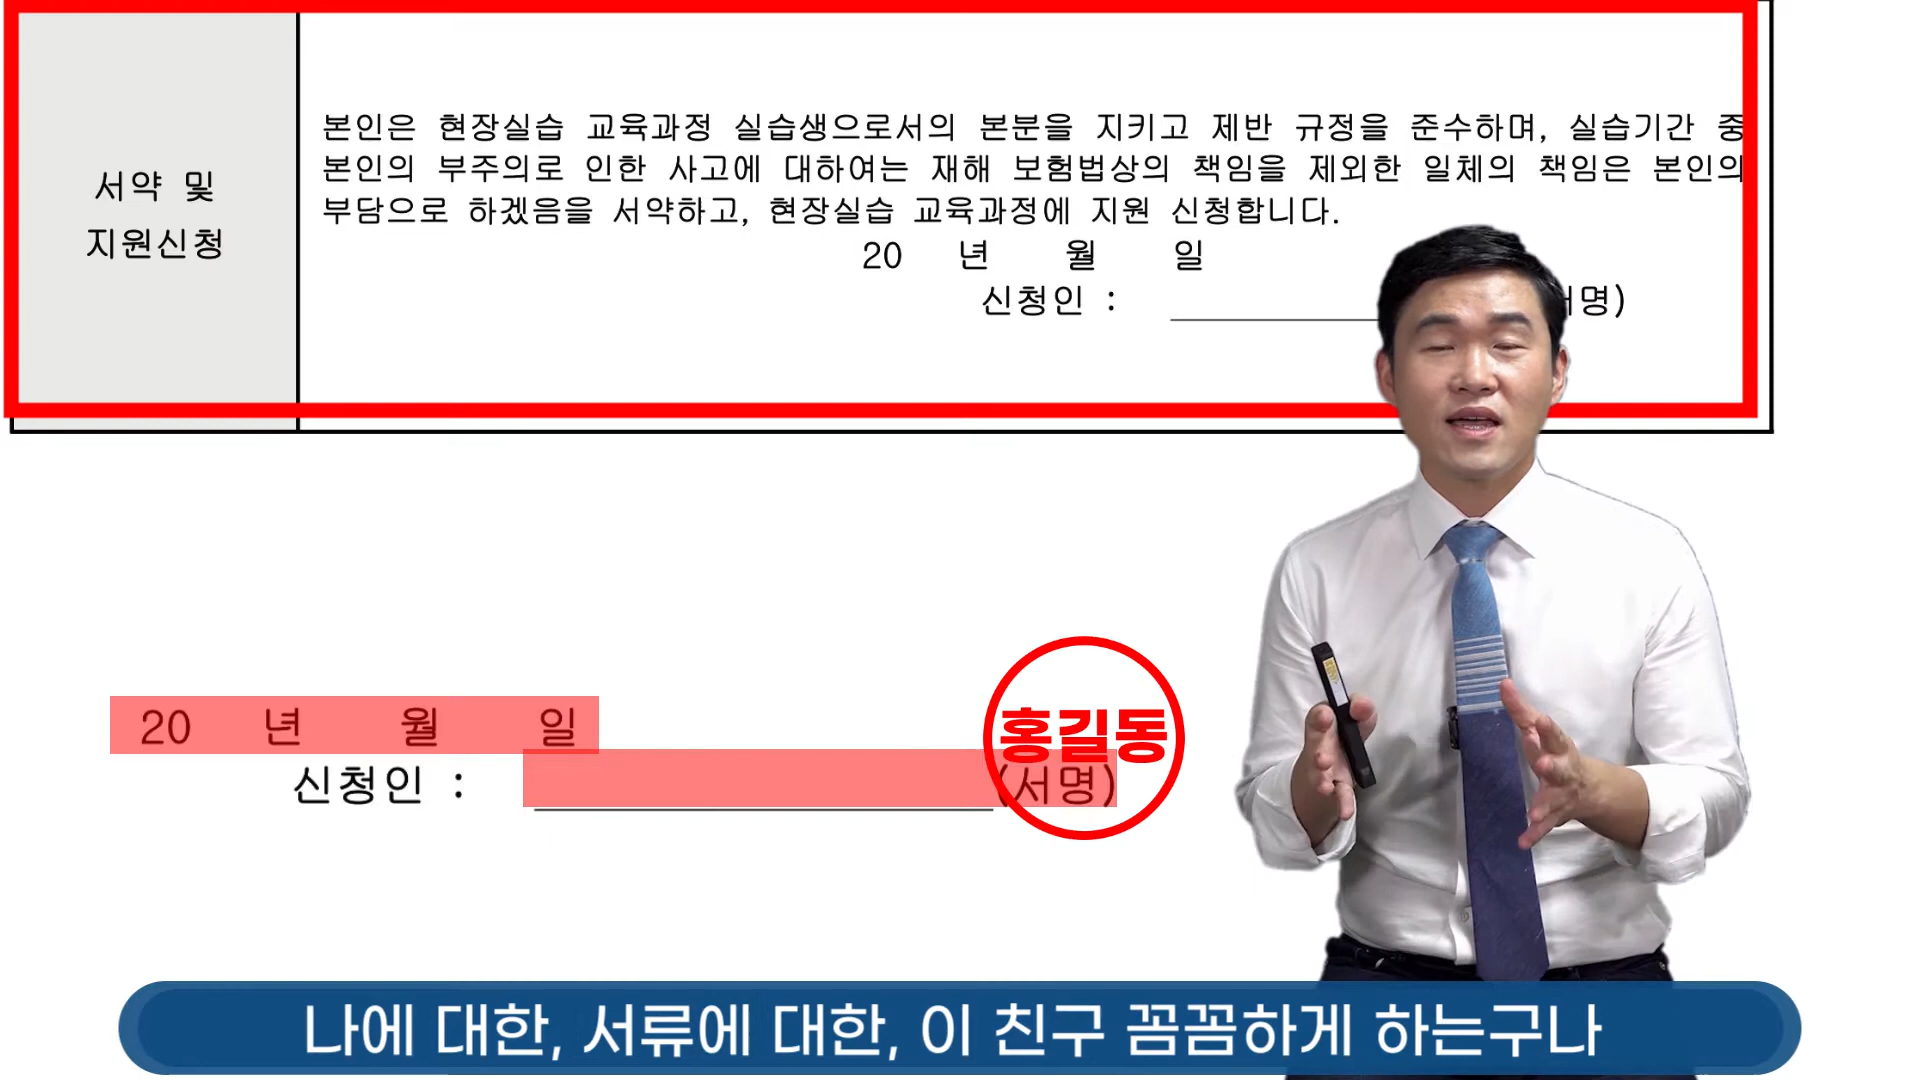 서약 및
지원신청
본인은 현장실습 교육과정 실습생으로서의 본분을 지키고 제반 규정을 준수하며, 실습기간 중
본인의 부주의로 인한 사고에 대하여는 재해 보험법상의 책임을 제외한 일체의 책임은 본인의
부담으로 하겠음을 서약하고, 현장실습 교육과정에 지원 신청합니다.
20 년 월 일
신청인 : 명)
20 년 월 일
신청인 : (서명)
홍길동
나에 대한, 서류에 대한, 이 친구 꼼꼼하게 하는구나